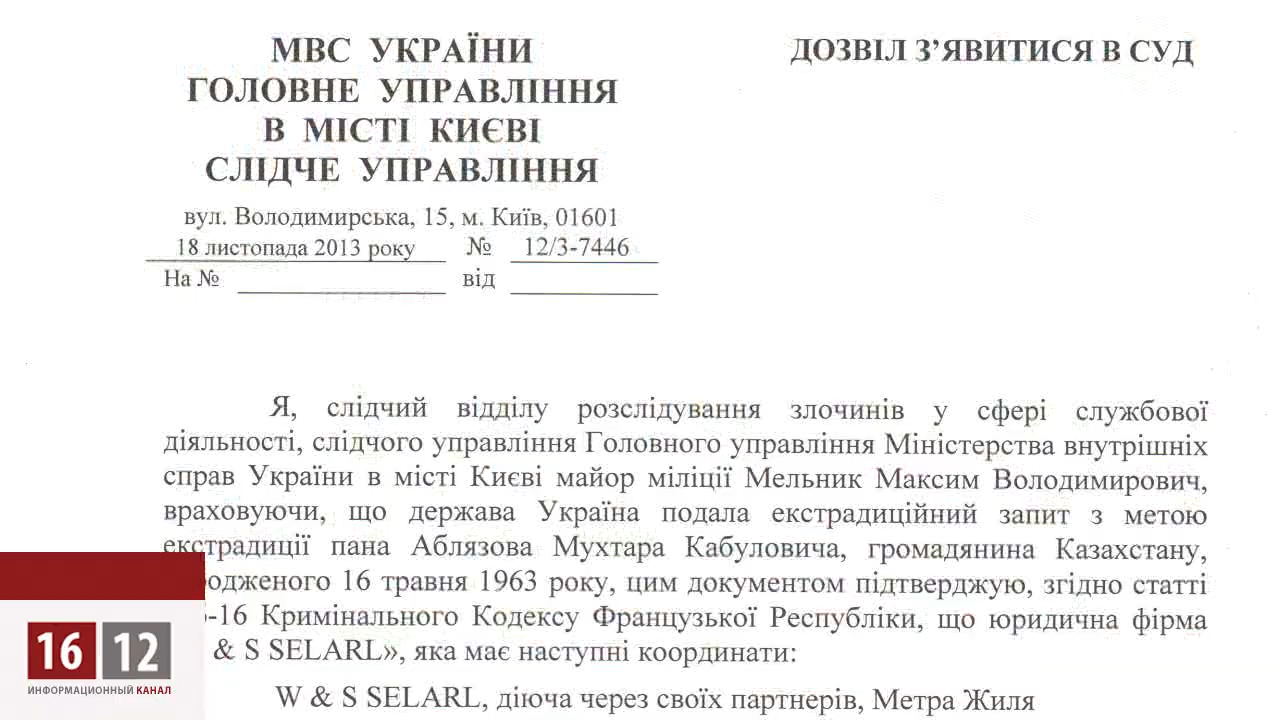 МВС УКРАЇНИ
ГОЛОВНЕ УПРАВЛІННЯ
В МІСТІ КИЄВІ
СЛІДЧЕ УПРАВЛІННЯ
вул. Володимирська, 15, м. Київ, 01601
18 листопада 2013 року № 12/3-7446
На № від
ДОЗВІЛ З’ЯВИТИСЯ В СУД
Я, слідчий відділу розслідування злочинів у сфері службової
діяльності, слідчого управління Головного управління Міністерства внутрішніх
справ України в місті Києві майор міліції Мельник Максим Володимирович,
враховуючи, що держава Україна подала екстрадиційний запит з метою
екстрадиції пана Аблязова Мухтара Кабуловича, громадянина Казахстану,
16 травня 1963 року, цим документом підтверджую, згідно статті
-16 Кримінального Кодексу Французької Республіки, що юридична фірма
& S SELARL», яка має наступні координати:
W & S SELARL, діюча через своїх партнерів, Метра Жиля
16 12
ИНФОРМАЦИОННЫЙ КАНАЛ